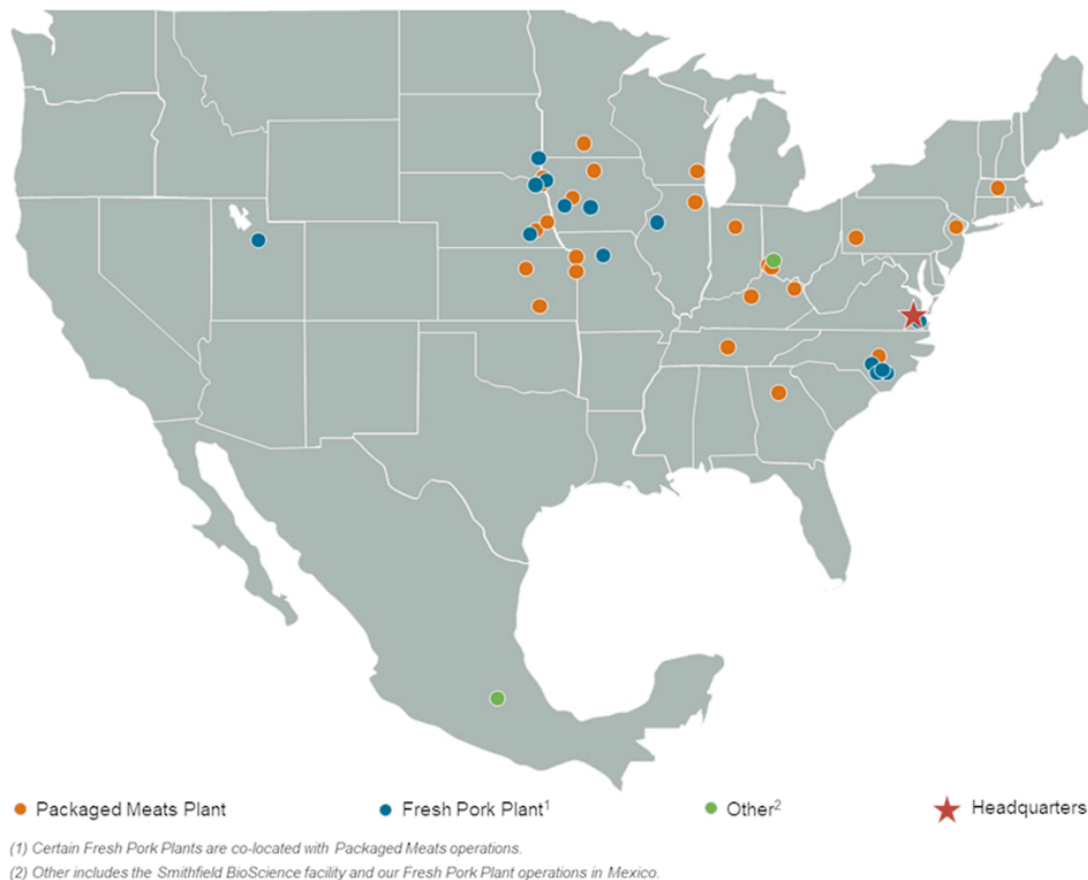 Packaged Meats Plant
Fresh Pork Plant1
Other2
Headquarters
(1) Certain Fresh Pork Plants are co-located with Packaged Meats operations.
(2) Other includes the Smithfield BioScience facility and our Fresh Pork Plant operations in Mexico.